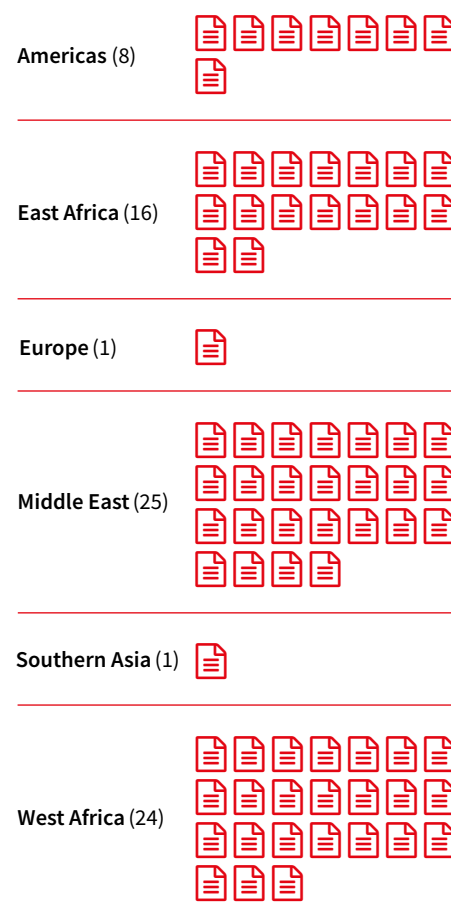 Americas (8)
East Africa (16)
Europe (1)
Middle East (25)
Southern Asia (1)
West Africa (24)